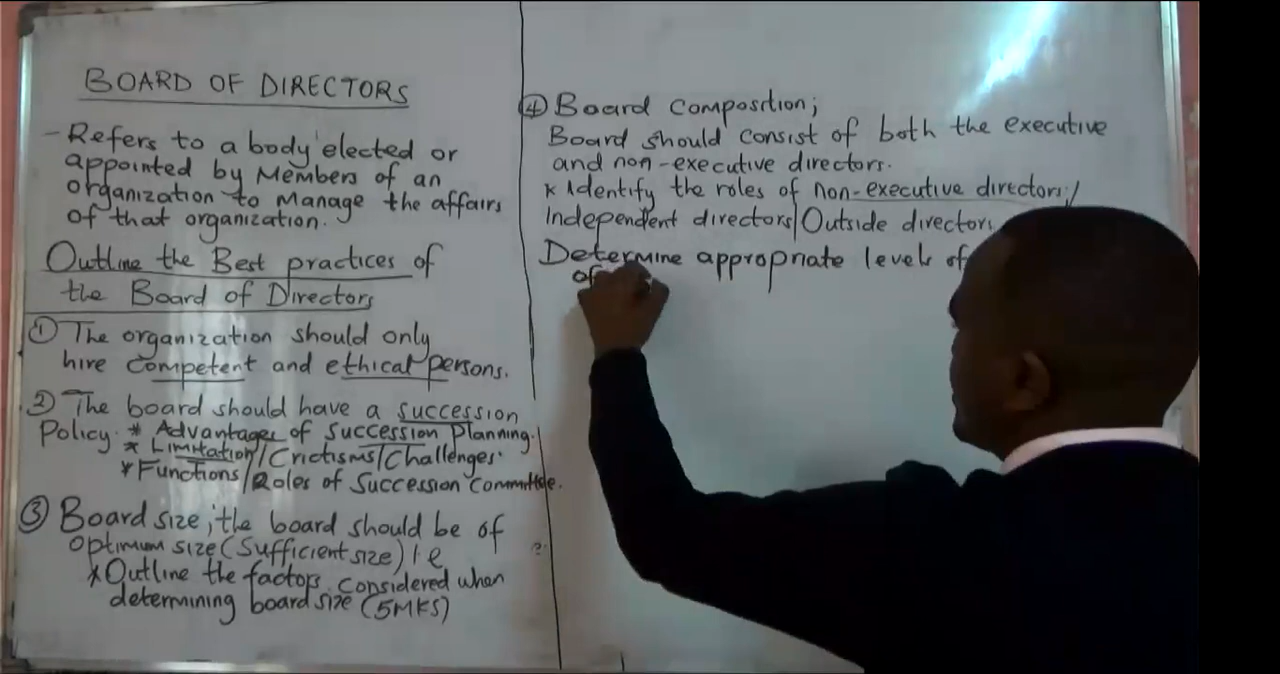 BOARD OF DIRECTORS
- Refers to a body elected or
appointed by Members of an
organization to Manage the affairs
of that organization.
Outline the Best practices of
the Board of Directors
① The organization should only
hire competent and ethical persons.
② The board should have a succession
Policy. * Advantages of Succession Planning.
* Limitation/Crictisms/Challenges.
* Functions/Roles of Succession Committe.
③ Board size; the board should be of
optimum size (Sufficient size) i.e
* Outline the factors considered when
determining board size (5MKS)
④ Board Composition;
Board should consist of both the executive
and non-executive directors.
* Identify the roles of non-executive directors;/
Independent directors/Outside directors
Determine appropriate levels of
of